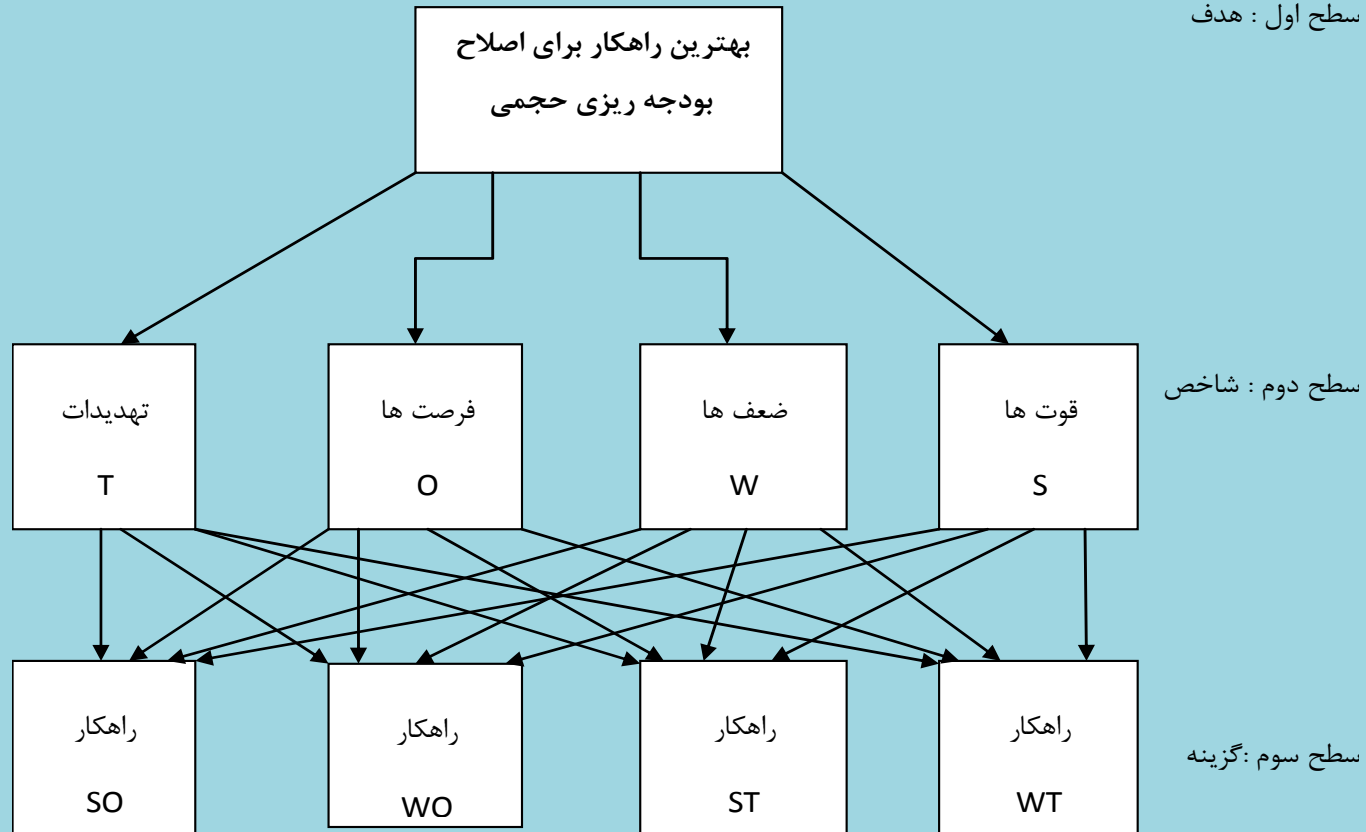 سطح اول : هدف
بهترین راهکار برای اصلاح
بودجه ریزی حجمی
سطح دوم : شاخص
قوت ها
S
ضعف ها
W
فرصت ها
O
تهدیدات
T
سطح سوم :گزینه
راهکار
WT
راهکار
ST
راهکار
WO
راهکار
SO